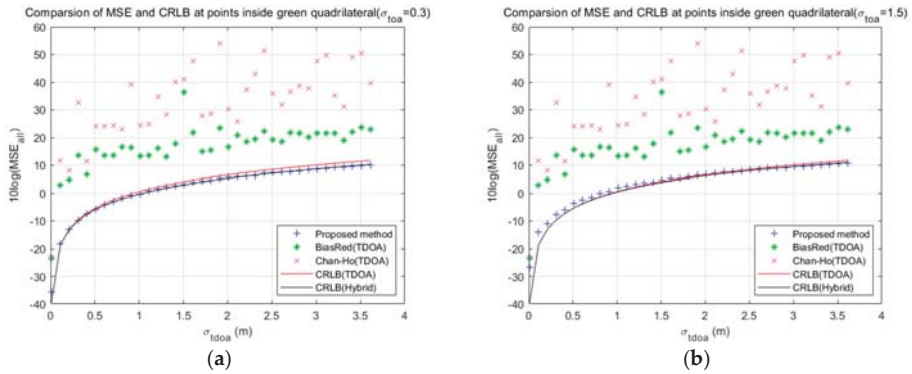 Comparsion of MSE and CRLB at points inside green quadrilateral(σtoa=0.3)
10log(MSEall)
60
50
40
30
20
10
0
-10
-20
-30
-40
Proposed method
BiasRed(TDOA)
Chan-Ho(TDOA)
CRLB(TDOA)
CRLB(Hybrid)
0 0.5 1 1.5 2 2.5 3 3.5 4
σtdoa (m)
(a)
Comparsion of MSE and CRLB at points inside green quadrilateral(σtoa=1.5)
10log(MSEall)
60
50
40
30
20
10
0
-10
-20
-30
-40
Proposed method
BiasRed(TDOA)
Chan-Ho(TDOA)
CRLB(TDOA)
CRLB(Hybrid)
0 0.5 1 1.5 2 2.5 3 3.5 4
σtdoa (m)
(b)